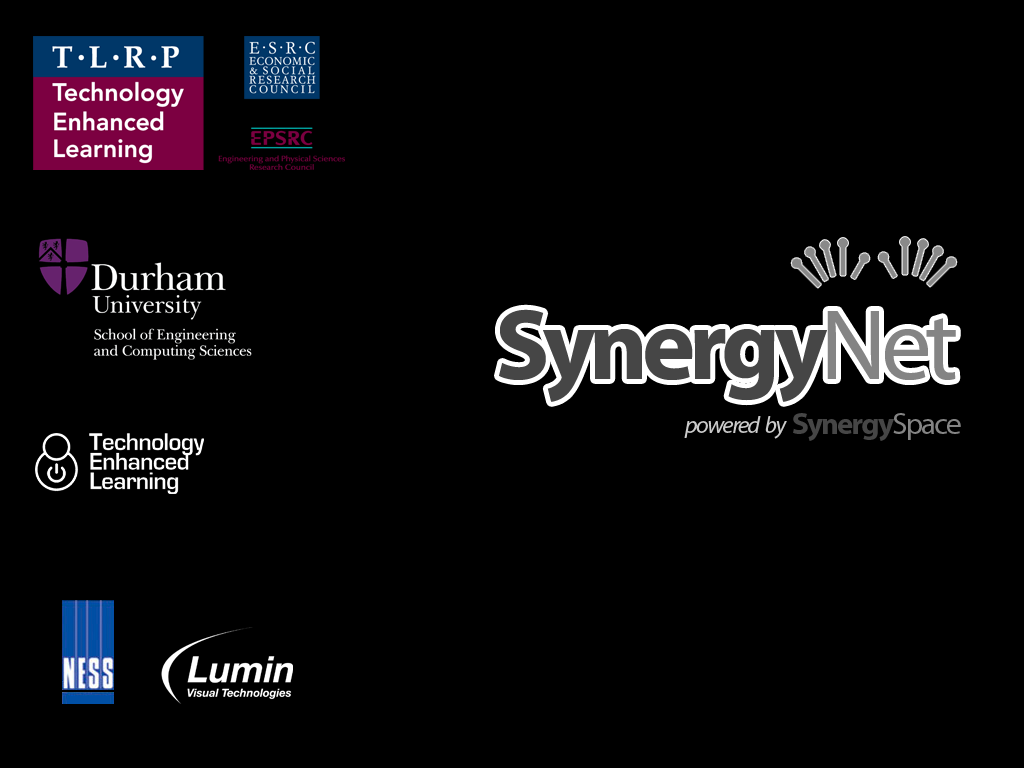 T·L·R·P
Technology
Enhanced
Learning
E·S·R·C
ECONOMIC
& SOCIAL
RESEARCH
COUNCIL
EPSRC
Engineering and Physical Sciences
Research Council
Durham
University
School of Engineering
and Computing Sciences
SynergyNet
powered by SynergySpace
Technology
Enhanced
Learning
NESS
Lumin
Visual Technologies